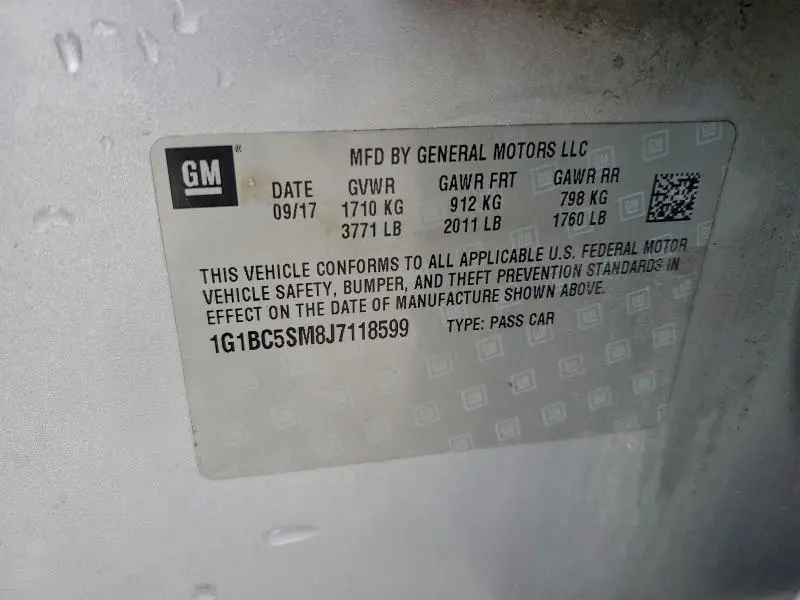 GM®
MFD BY GENERAL MOTORS LLC
DATE GVWR GAWR FRT GAWR RR
09/17 1710 KG 912 KG 798 KG
3771 LB 2011 LB 1760 LB
THIS VEHICLE CONFORMS TO ALL APPLICABLE U.S. FEDERAL MOTOR
VEHICLE SAFETY, BUMPER, AND THEFT PREVENTION STANDARDS IN
EFFECT ON THE DATE OF MANUFACTURE SHOWN ABOVE.
1G1BC5SM8J7118599 TYPE: PASS CAR